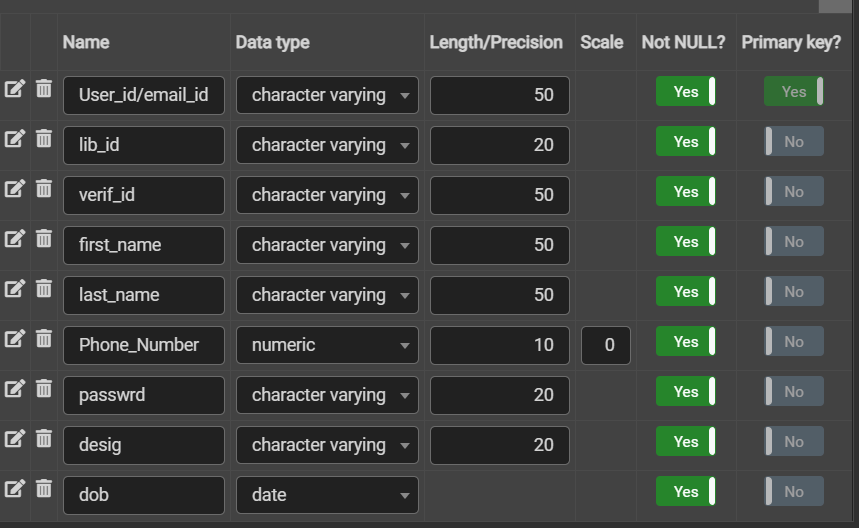 Name Data type Length/Precision Scale Not NULL? Primary key?
User_id/email_id character varying 50 Yes Yes
lib_id character varying 20 Yes No
verif_id character varying 50 Yes No
first_name character varying 50 Yes No
last_name character varying 50 Yes No
Phone_Number numeric 10 0 Yes No
passwrd character varying 20 Yes No
desig character varying 20 Yes No
dob date Yes No